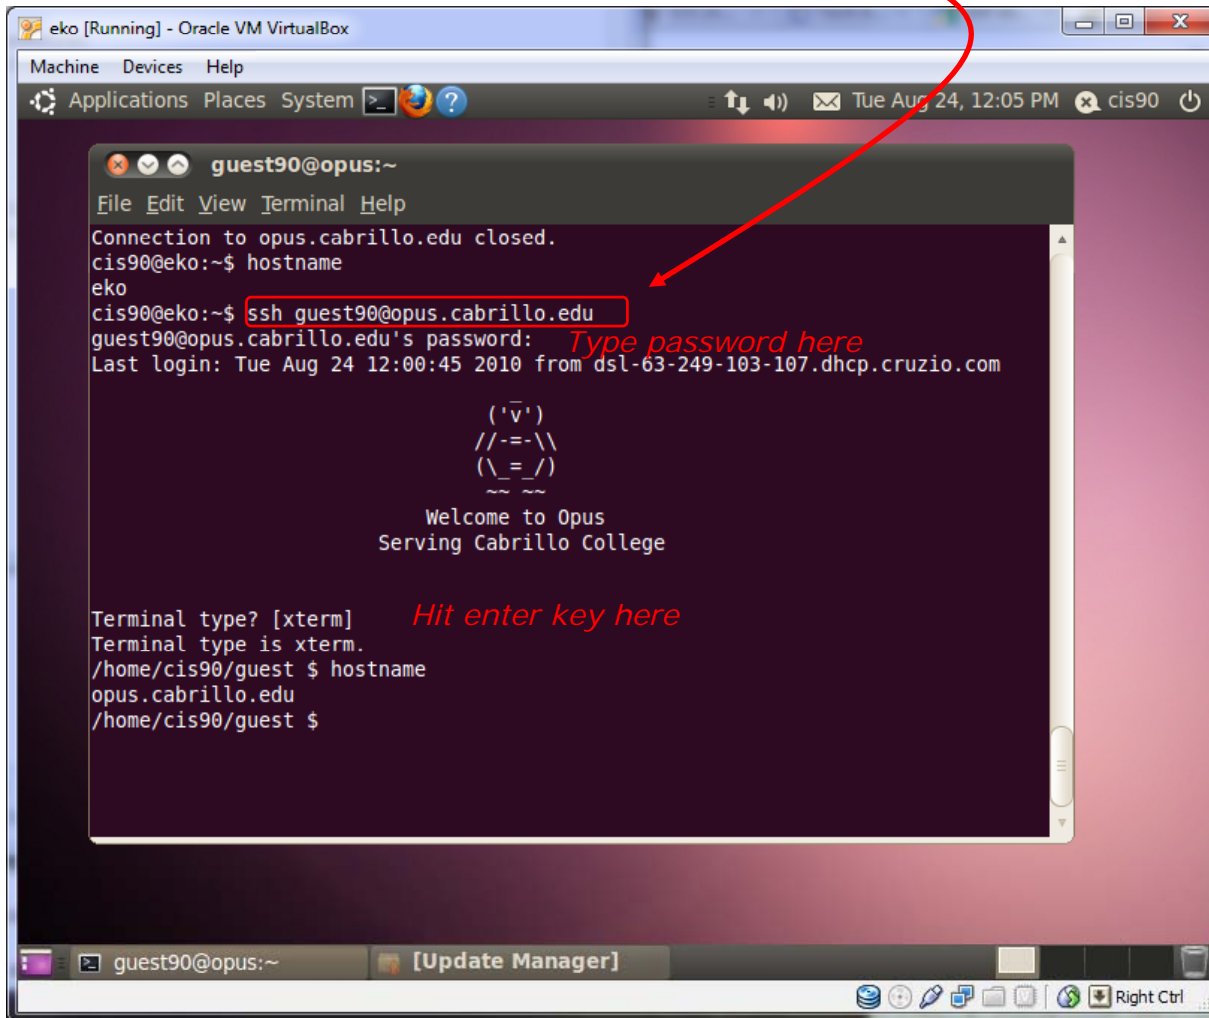 eko [Running] - Oracle VM VirtualBox
Machine Devices Help
Applications Places System Tue Aug 24, 12:05 PM cis90
guest90@opus:~
File Edit View Terminal Help
Connection to opus.cabrillo.edu closed.
cis90@eko:~$ hostname
eko
cis90@eko:~$ ssh guest90@opus.cabrillo.edu
guest90@opus.cabrillo.edu's password: Type password here
Last login: Tue Aug 24 12:00:45 2010 from dsl-63-249-103-107.dhcp.cruzio.com
_
('v')
//-=-\\
(\_=_/)
~~ ~~
Welcome to Opus
Serving Cabrillo College
Terminal type? [xterm] Hit enter key here
Terminal type is xterm.
/home/cis90/guest $ hostname
opus.cabrillo.edu
/home/cis90/guest $
guest90@opus:~ [Update Manager]
Right Ctrl